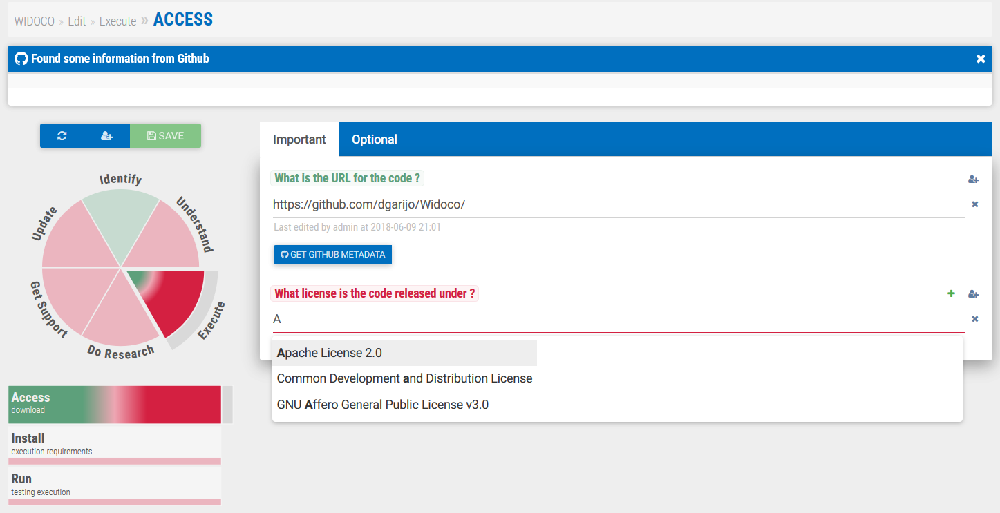 WIDOCO » Edit » Execute » ACCESS
Found some information from Github
SAVE
Important
Optional
Identify
Understand
Execute
Do Research
Get Support
Update
What is the URL for the code ?
https://github.com/dgarijo/Widoco/
Last edited by admin at 2018-06-09 21:01
GET GITHUB METADATA
What license is the code released under ?
A
Apache License 2.0
Common Development and Distribution License
GNU Affero General Public License v3.0
Access
download
Install
execution requirements
Run
testing execution